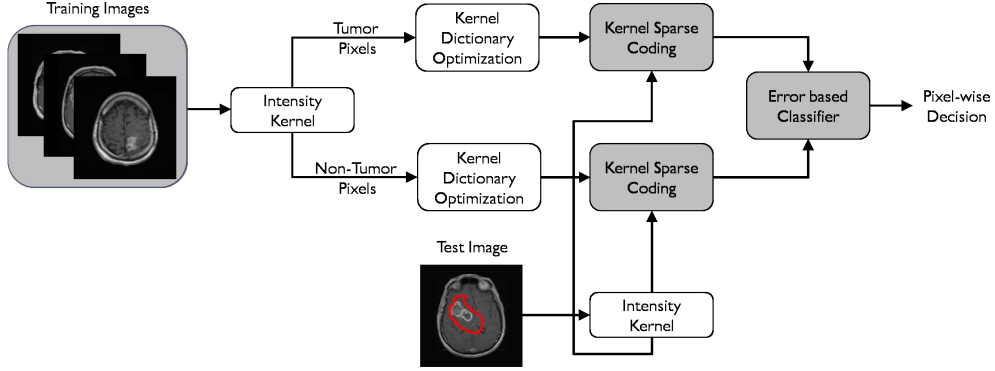 Training Images
Intensity
Kernel
Tumor
Pixels
Kernel
Dictionary
Optimization
Kernel Sparse
Coding
Non-Tumor
Pixels
Kernel
Dictionary
Optimization
Kernel Sparse
Coding
Error based
Classifier
Pixel-wise
Decision
Test Image
Intensity
Kernel